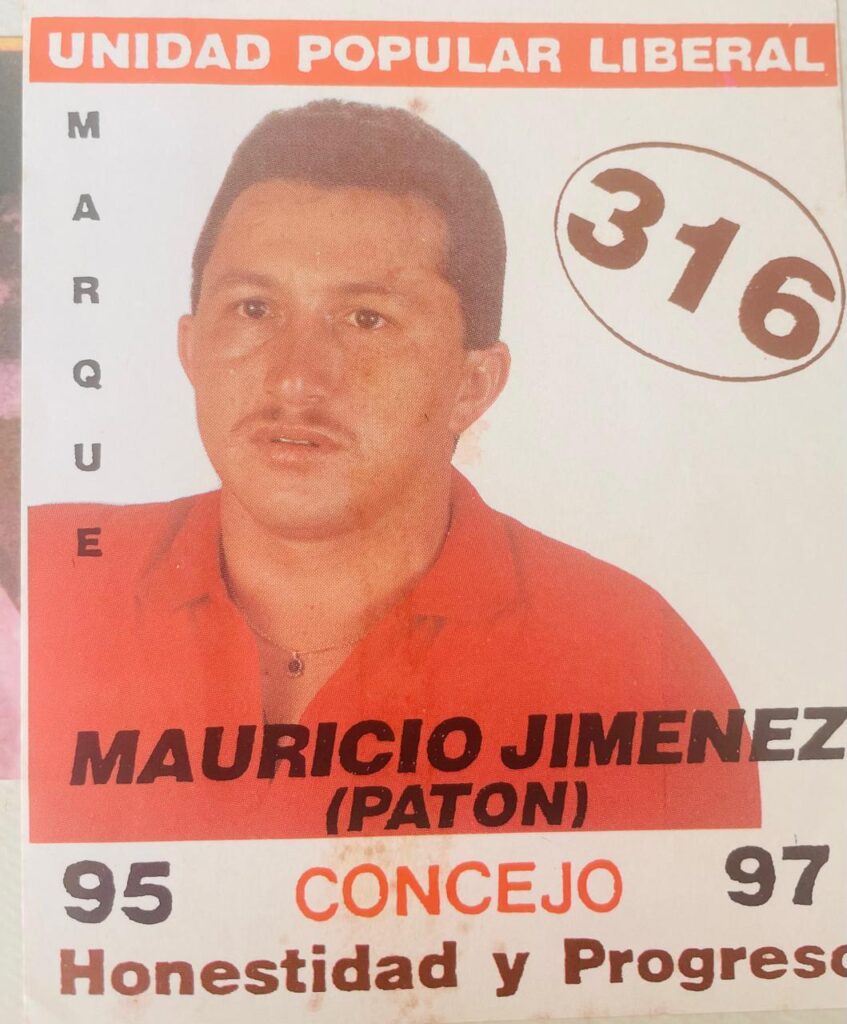 UNIDAD POPULAR LIBERAL
MARQUE
316
MAURICIO JIMENEZ
(PATON)
95 CONCEJO 97
Honestidad y Progreso